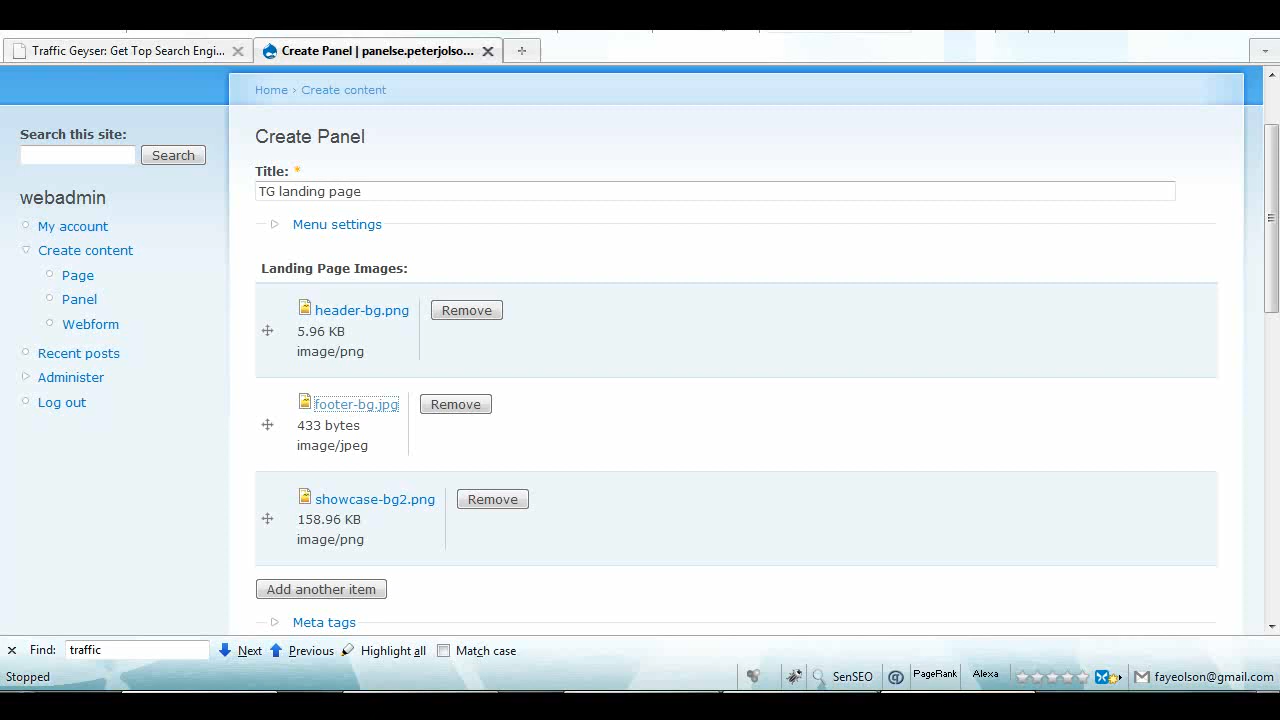 Traffic Geyser: Get Top Search Engi...
Create Panel | panelse.peterjolso...
Home › Create content
Search this site:
Search
webadmin
My account
Create content
Page
Panel
Webform
Recent posts
Administer
Log out
Create Panel
Title: *
TG landing page
Menu settings
Landing Page Images:
header-bg.png
Remove
5.96 KB
image/png
footer-bg.jpg
Remove
433 bytes
image/jpeg
showcase-bg2.png
Remove
158.96 KB
image/png
Add another item
Meta tags
Find: traffic Next Previous Highlight all Match case
Stopped SenSEO @ PageRank Alexa fayeolson@gmail.com